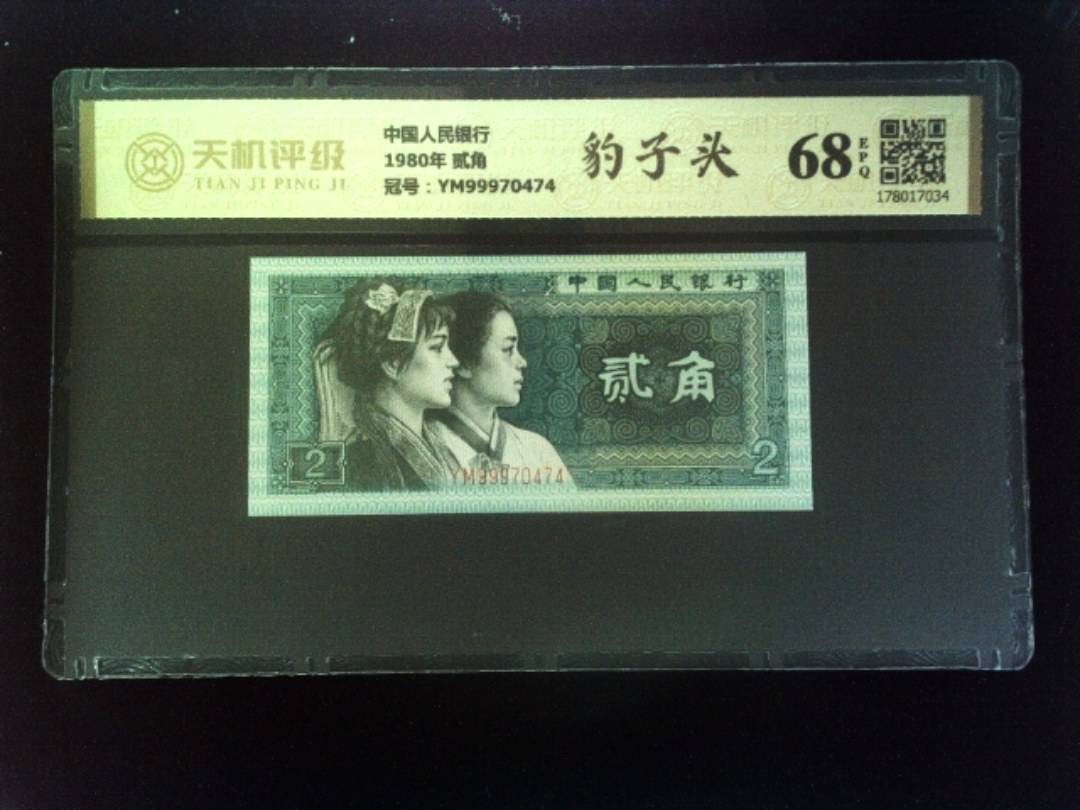 天机评级
TIAN JI PING JI
中国人民银行
1980年 贰角
冠号：YM99970474
豹子头
68 EPQ
178017034
中国人民银行
贰角
2
2
YM99970474